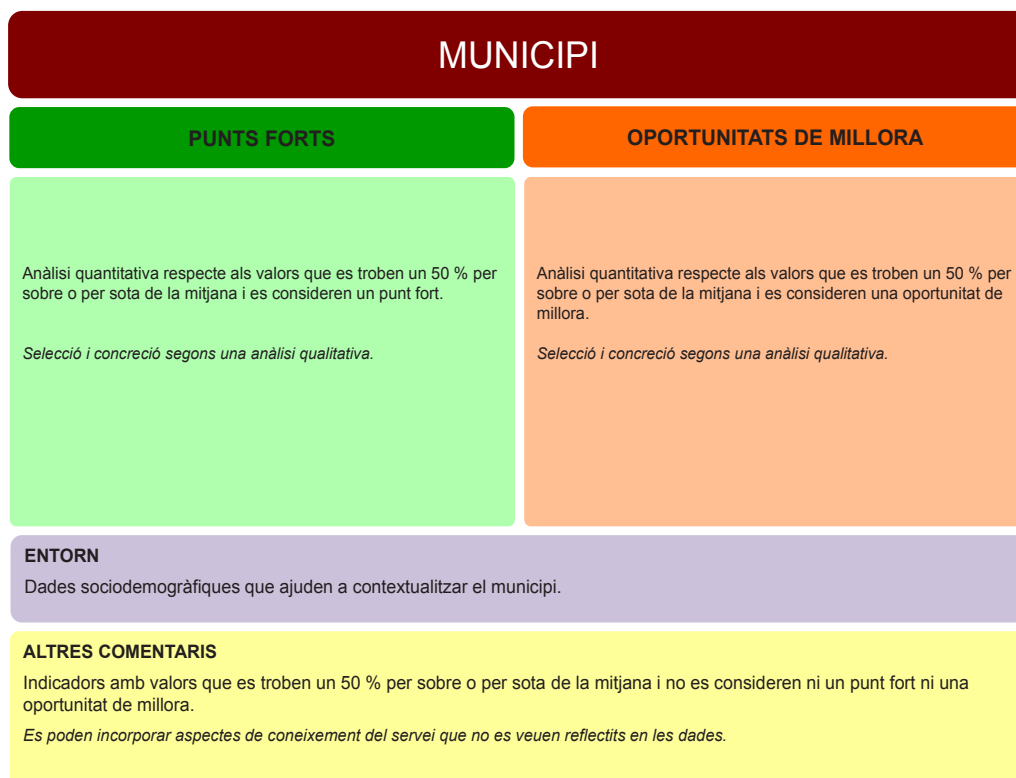 MUNICIPI
PUNTS FORTS
OPORTUNITATS DE MILLORA
Anàlisi quantitativa respecte als valors que es troben un 50 % per
sobre o per sota de la mitjana i es consideren un punt fort.
Selecció i concreció segons una anàlisi qualitativa.
Anàlisi quantitativa respecte als valors que es troben un 50 % per
sobre o per sota de la mitjana i es consideren una oportunitat de
millora.
Selecció i concreció segons una anàlisi qualitativa.
ENTORN
Dades sociodemogràfiques que ajuden a contextualitzar el municipi.
ALTRES COMENTARIS
Indicadors amb valors que es troben un 50 % per sobre o per sota de la mitjana i no es consideren ni un punt fort ni una
oportunitat de millora.
Es poden incorporar aspectes de coneixement del servei que no es veuen reflectits en les dades.